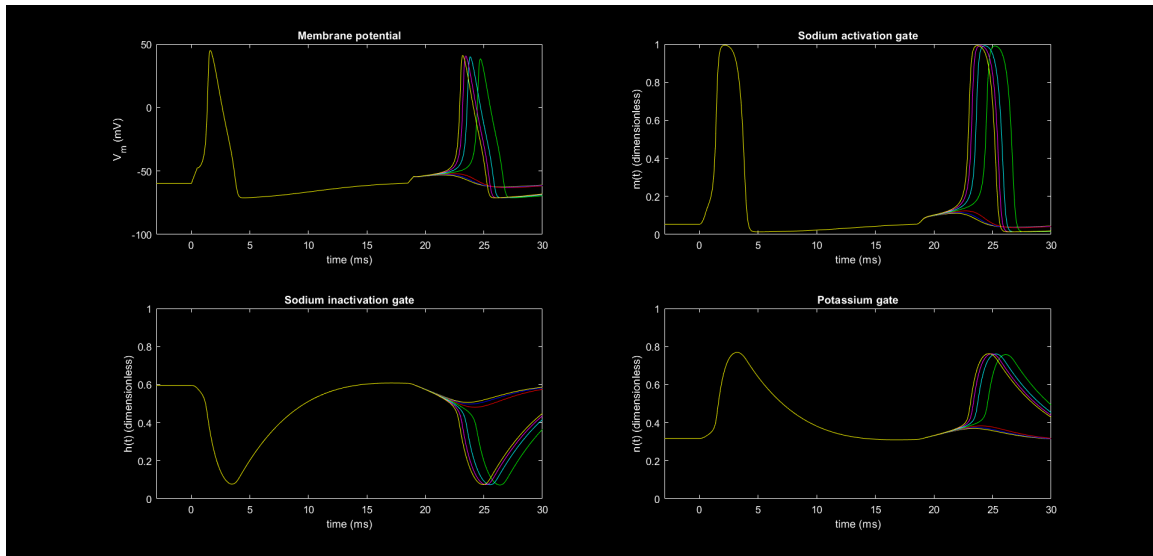 Membrane potential
50
0
-50
-100
V_m (mV)
0 5 10 15 20 25 30
time (ms)
Sodium activation gate
1
0.8
0.6
0.4
0.2
0
m(t) (dimensionless)
0 5 10 15 20 25 30
time (ms)
Sodium inactivation gate
1
0.8
0.6
0.4
0.2
0
h(t) (dimensionless)
0 5 10 15 20 25 30
time (ms)
Potassium gate
1
0.8
0.6
0.4
0.2
0
n(t) (dimensionless)
0 5 10 15 20 25 30
time (ms)